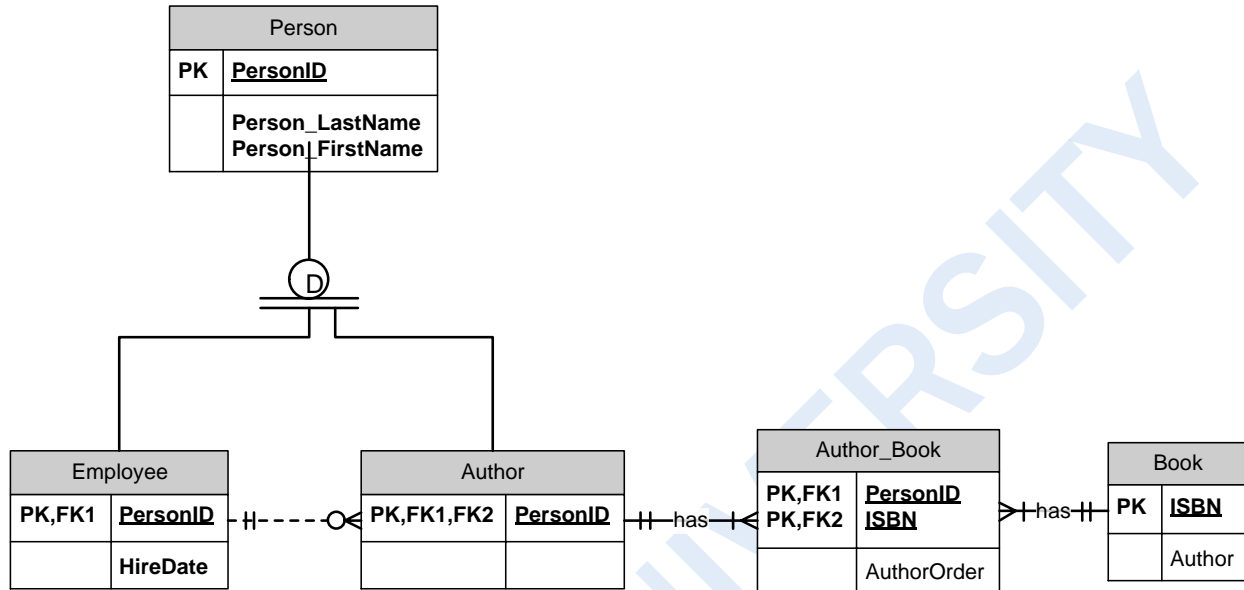 Person
PK PersonID
Person_LastName
Person_FirstName
D
Employee
PK,FK1 PersonID
HireDate
Author
PK,FK1,FK2 PersonID
has
Author_Book
PK,FK1 PersonID
PK,FK2 ISBN
AuthorOrder
has
Book
PK ISBN
Author
UNIVERSITY